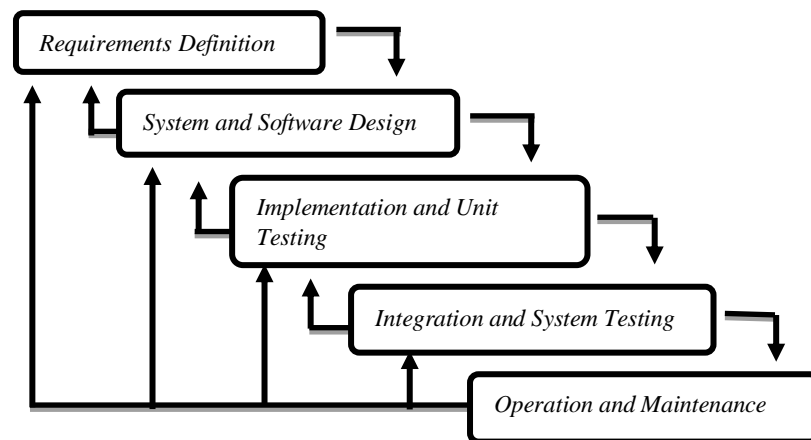 Requirements Definition
System and Software Design
Implementation and Unit
Testing
Integration and System Testing
Operation and Maintenance